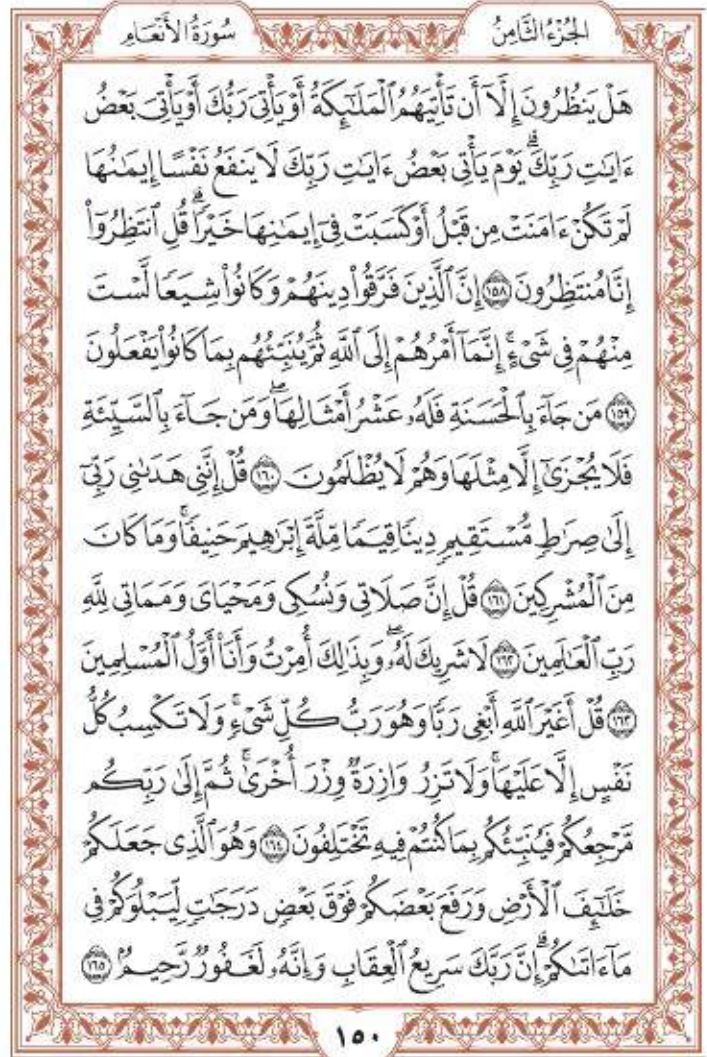 سُورَةُ الأَنْعَامِ
الجُزْءُ الثَّامِنُ
هَلْ يَنظُرُونَ إِلَّآ أَن تَأْتِيَهُمُ ٱلْمَلَـٰٓئِكَةُ أَوْ يَأْتِىَ رَبُّكَ أَوْ يَأْتِىَ بَعْضُ
ءَايَـٰتِ رَبِّكَ ۗ يَوْمَ يَأْتِى بَعْضُ ءَايَـٰتِ رَبِّكَ لَا يَنفَعُ نَفْسًا إِيمَـٰنُهَا
لَمْ تَكُنْ ءَامَنَتْ مِن قَبْلُ أَوْ كَسَبَتْ فِىٓ إِيمَـٰنِهَا خَيْرًا ۗ قُلِ ٱنتَظِرُوٓا۟
إِنَّا مُنتَظِرُونَ ١٥٨ إِنَّ ٱلَّذِينَ فَرَّقُوا۟ دِينَهُمْ وَكَانُوا۟ شِيَعًا لَّسْتَ
مِنْهُمْ فِى شَىْءٍ ۚ إِنَّمَآ أَمْرُهُمْ إِلَى ٱللَّهِ ثُمَّ يُنَبِّئُهُم بِمَا كَانُوا۟ يَفْعَلُونَ
١٥٩ مَن جَآءَ بِٱلْحَسَنَةِ فَلَهُۥ عَشْرُ أَمْثَالِهَا ۖ وَمَن جَآءَ بِٱلسَّيِّئَةِ
فَلَا يُجْزَىٰٓ إِلَّا مِثْلَهَا وَهُمْ لَا يُظْلَمُونَ ١٦٠ قُلْ إِنَّنِى هَدَىٰنِى رَبِّىٓ
إِلَىٰ صِرَٰطٍ مُّسْتَقِيمٍ دِينًا قِيَمًا مِّلَّةَ إِبْرَٰهِيمَ حَنِيفًا ۚ وَمَا كَانَ
مِنَ ٱلْمُشْرِكِينَ ١٦١ قُلْ إِنَّ صَلَاتِى وَنُسُكِى وَمَحْيَاىَ وَمَمَاتِى لِلَّهِ
رَبِّ ٱلْعَـٰلَمِينَ ١٦٢ لَا شَرِيكَ لَهُۥ ۖ وَبِذَٰلِكَ أُمِرْتُ وَأَنَا۠ أَوَّلُ ٱلْمُسْلِمِينَ
١٦٣ قُلْ أَغَيْرَ ٱللَّهِ أَبْغِى رَبًّا وَهُوَ رَبُّ كُلِّ شَىْءٍ ۚ وَلَا تَكْسِبُ كُلُّ
نَفْسٍ إِلَّا عَلَيْهَا ۚ وَلَا تَزِرُ وَازِرَةٌ وِزْرَ أُخْرَىٰ ۚ ثُمَّ إِلَىٰ رَبِّكُم
مَّرْجِعُكُمْ فَيُنَبِّئُكُم بِمَا كُنتُمْ فِيهِ تَخْتَلِفُونَ ١٦٤ وَهُوَ ٱلَّذِى جَعَلَكُمْ
خَلَـٰٓئِفَ ٱلْأَرْضِ وَرَفَعَ بَعْضَكُمْ فَوْقَ بَعْضٍ دَرَجَـٰتٍ لِّيَبْلُوَكُمْ فِى
مَآ ءَاتَىٰكُمْ ۗ إِنَّ رَبَّكَ سَرِيعُ ٱلْعِقَابِ وَإِنَّهُۥ لَغَفُورٌ رَّحِيمٌۢ ١٦٥
١٥٠